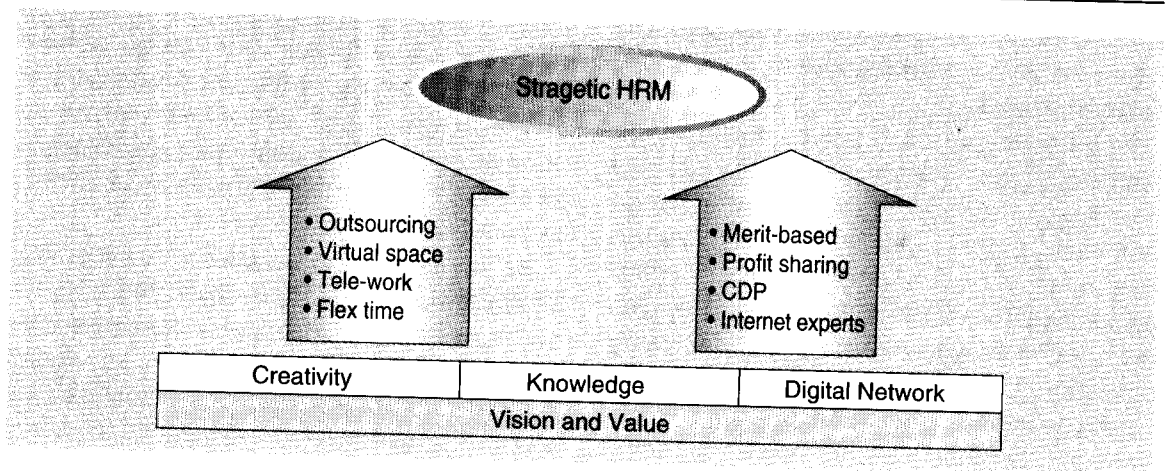 Stragetic HRM
• Outsourcing
• Virtual space
• Tele-work
• Flex time
• Merit-based
• Profit sharing
• CDP
• Internet experts
Creativity
Knowledge
Digital Network
Vision and Value